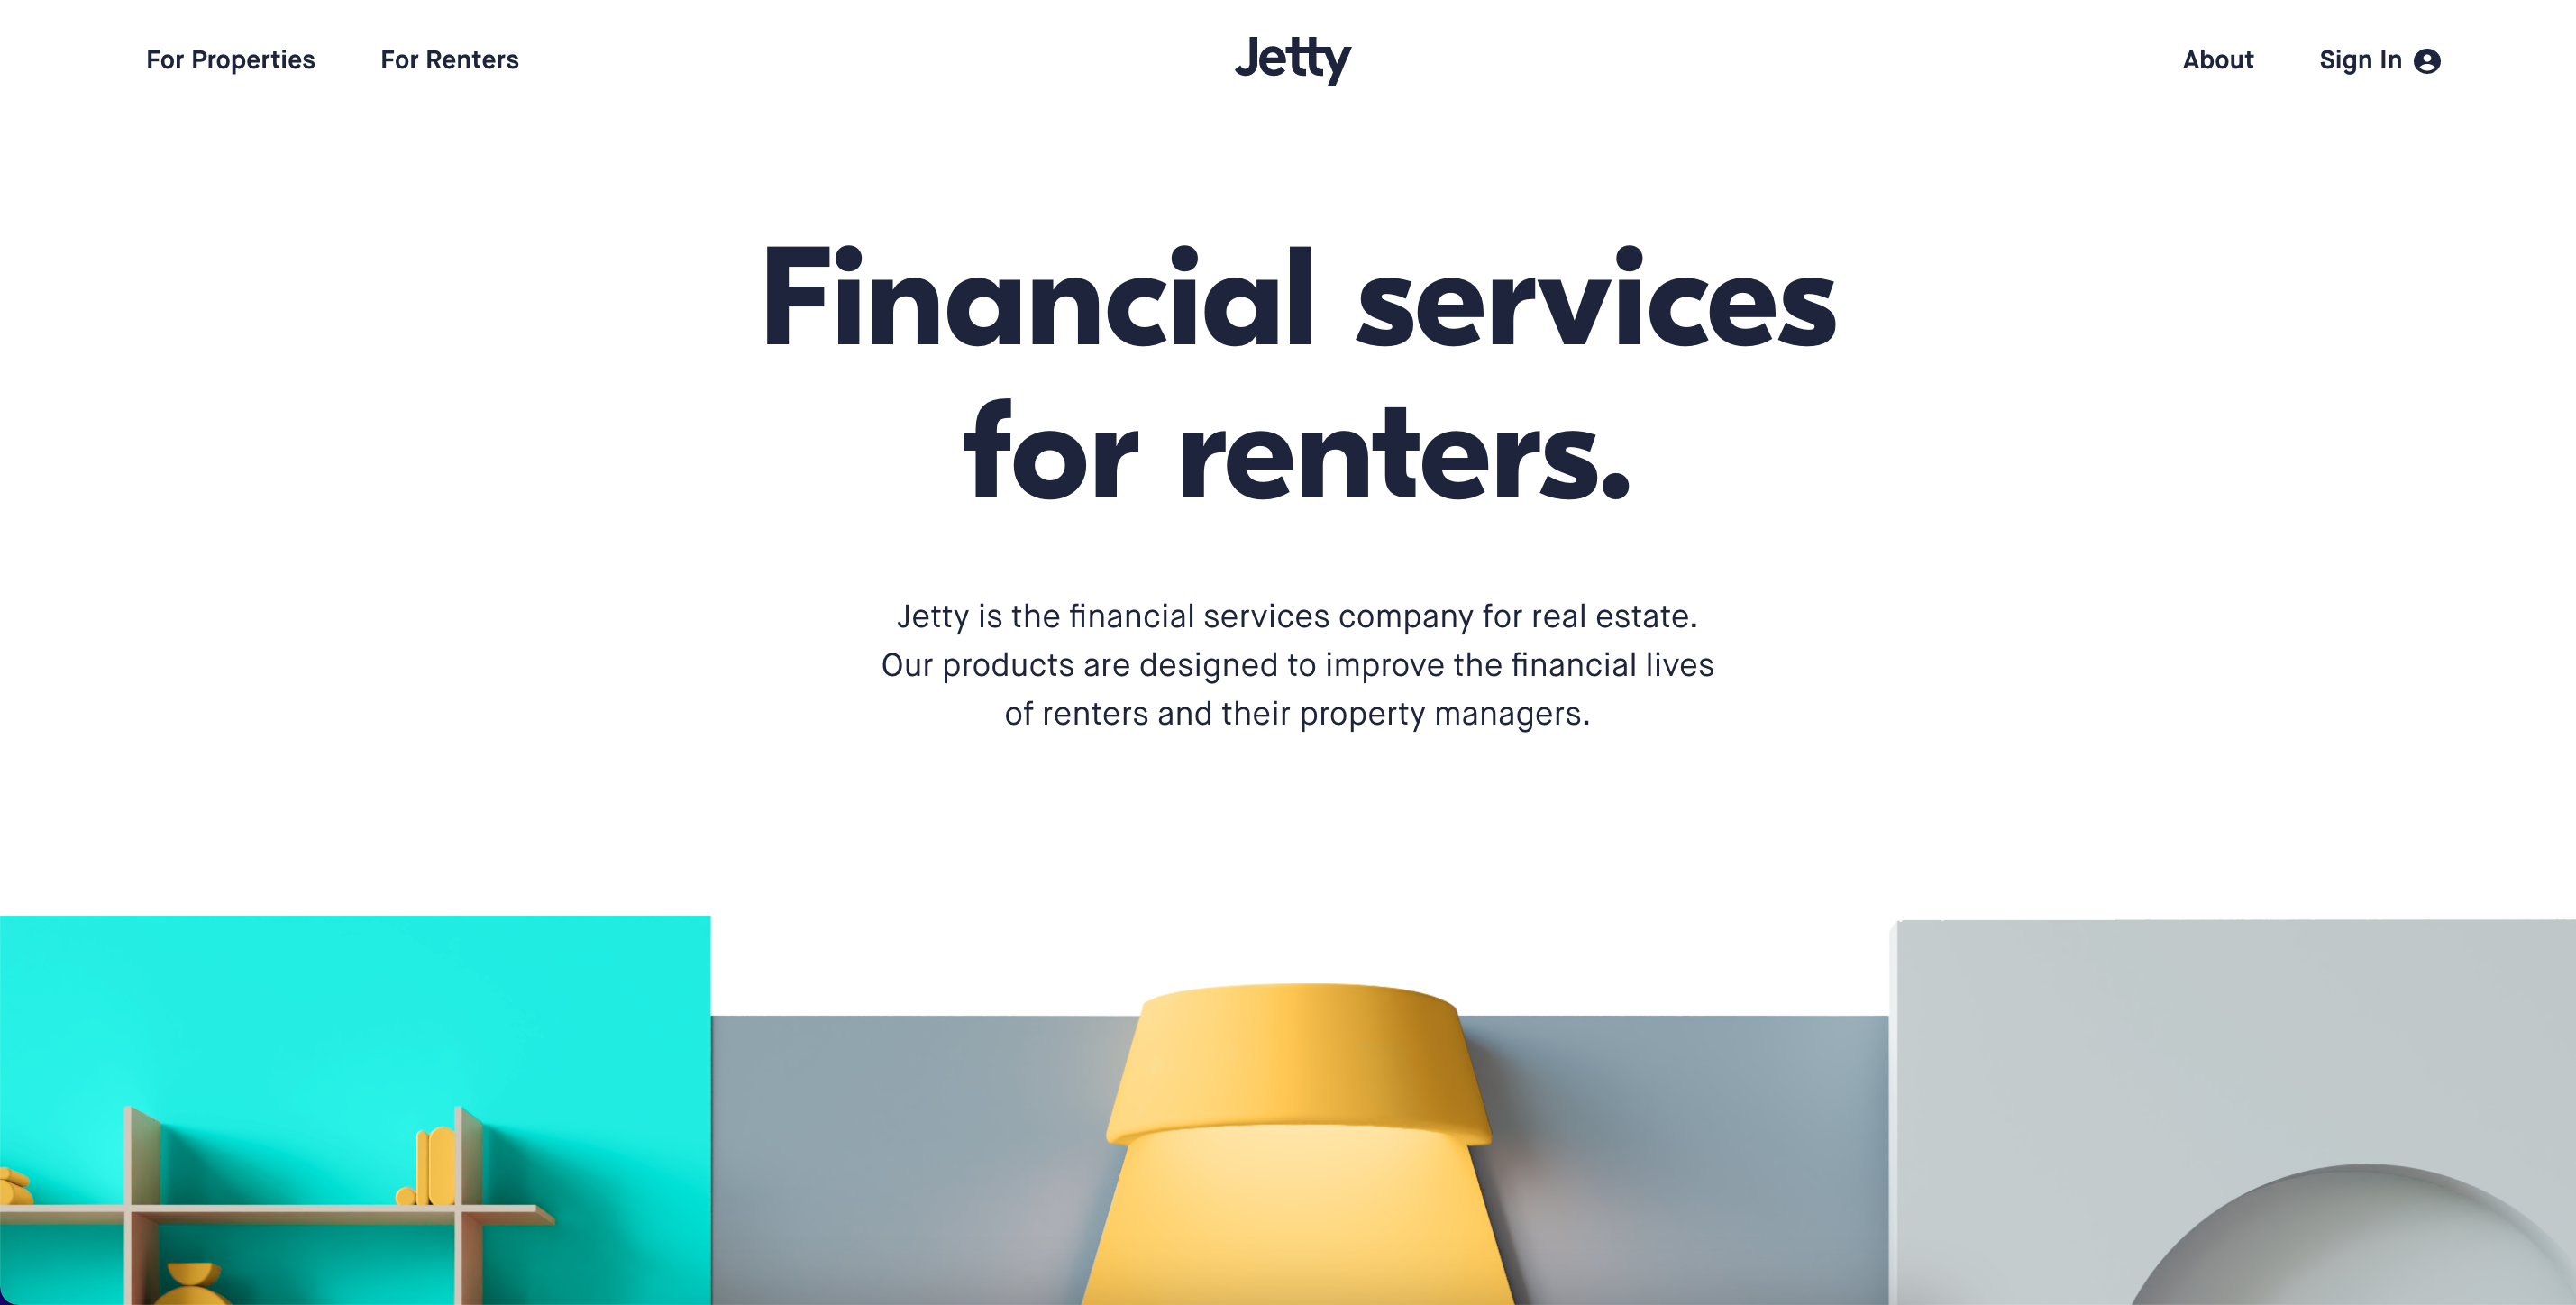 For Properties For Renters Jetty About Sign In
Financial services
for renters.
Jetty is the financial services company for real estate.
Our products are designed to improve the financial lives
of renters and their property managers.